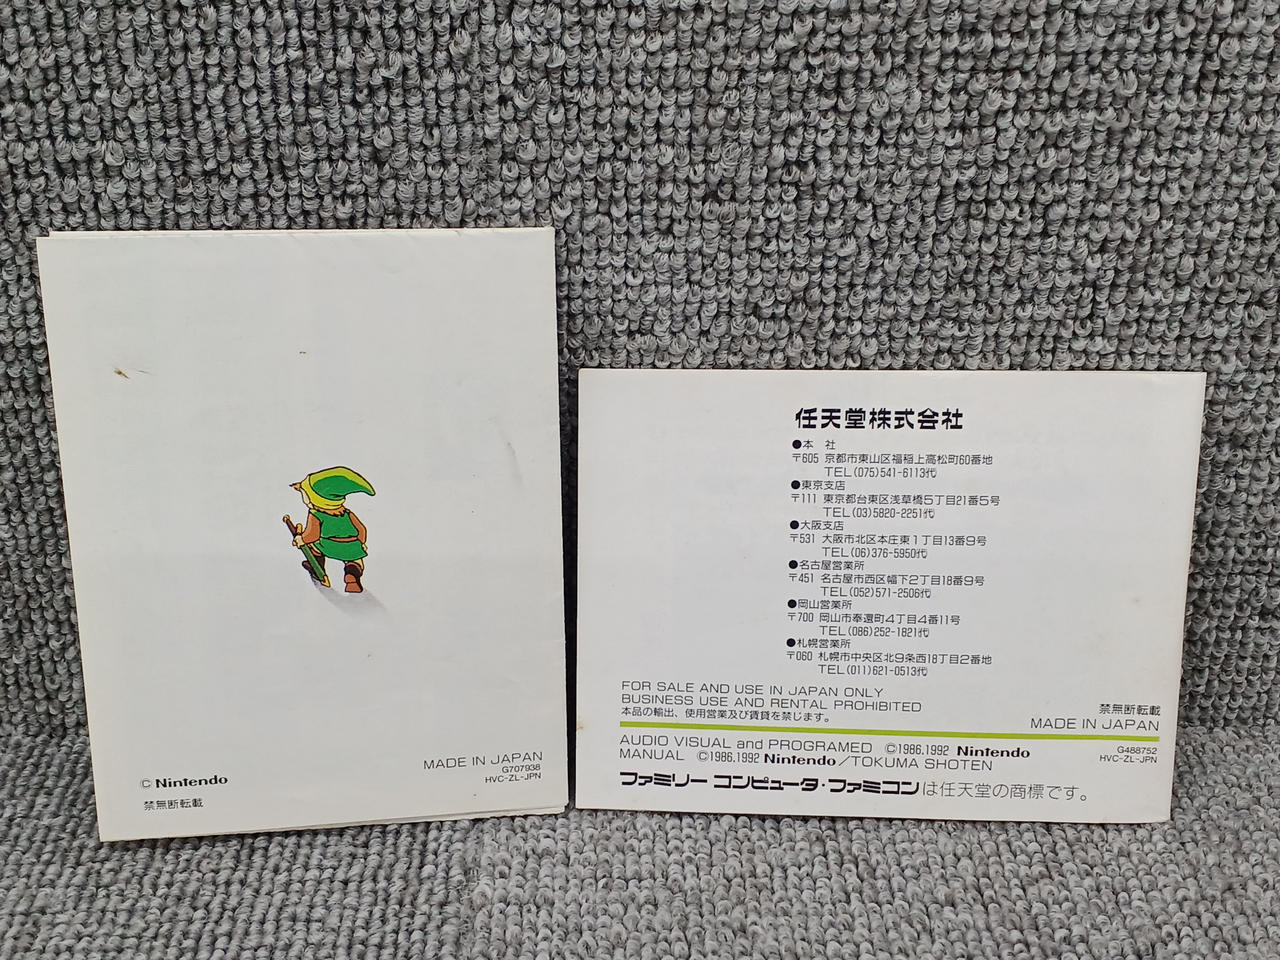 © Nintendo
禁無断転載
MADE IN JAPAN
G707938
HVC-ZL-JPN
任天堂株式会社
●本 社
〒605 京都市東山区福稲上高松町60番地
TEL(075)541-6113代
●東京支店
〒111 東京都台東区浅草橋5丁目21番5号
TEL(03)5820-2251代
●大阪支店
〒531 大阪市北区本庄東1丁目13番9号
TEL(06)376-5950代
●名古屋営業所
〒451 名古屋市西区幅下2丁目18番9号
TEL(052)571-2506代
●岡山営業所
〒700 岡山市奉還町4丁目4番11号
TEL(086)252-1821代
●札幌営業所
〒060 札幌市中央区北9条西18丁目2番地
TEL(011)621-0513代
FOR SALE AND USE IN JAPAN ONLY
BUSINESS USE AND RENTAL PROHIBITED
本品の輸出、使用営業及び賃貸を禁じます。
禁無断転載
MADE IN JAPAN
AUDIO VISUAL and PROGRAMED ©1986.1992 Nintendo
MANUAL ©1986.1992 Nintendo/TOKUMA SHOTEN
G488752
HVC-ZL-JPN
ファミリー コンピュータ・ファミコンは任天堂の商標です。